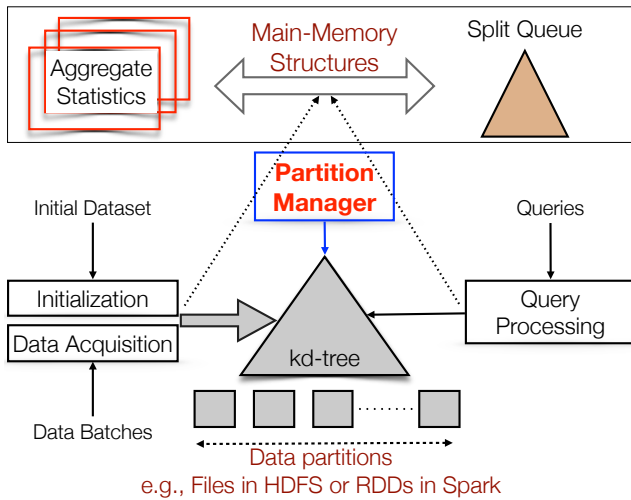 Main-Memory
Structures
Split Queue
Aggregate
Statistics
Partition
Manager
Initial Dataset
Queries
Initialization
Data Acquisition
Query
Processing
kd-tree
Data Batches
Data partitions
e.g., Files in HDFS or RDDs in Spark